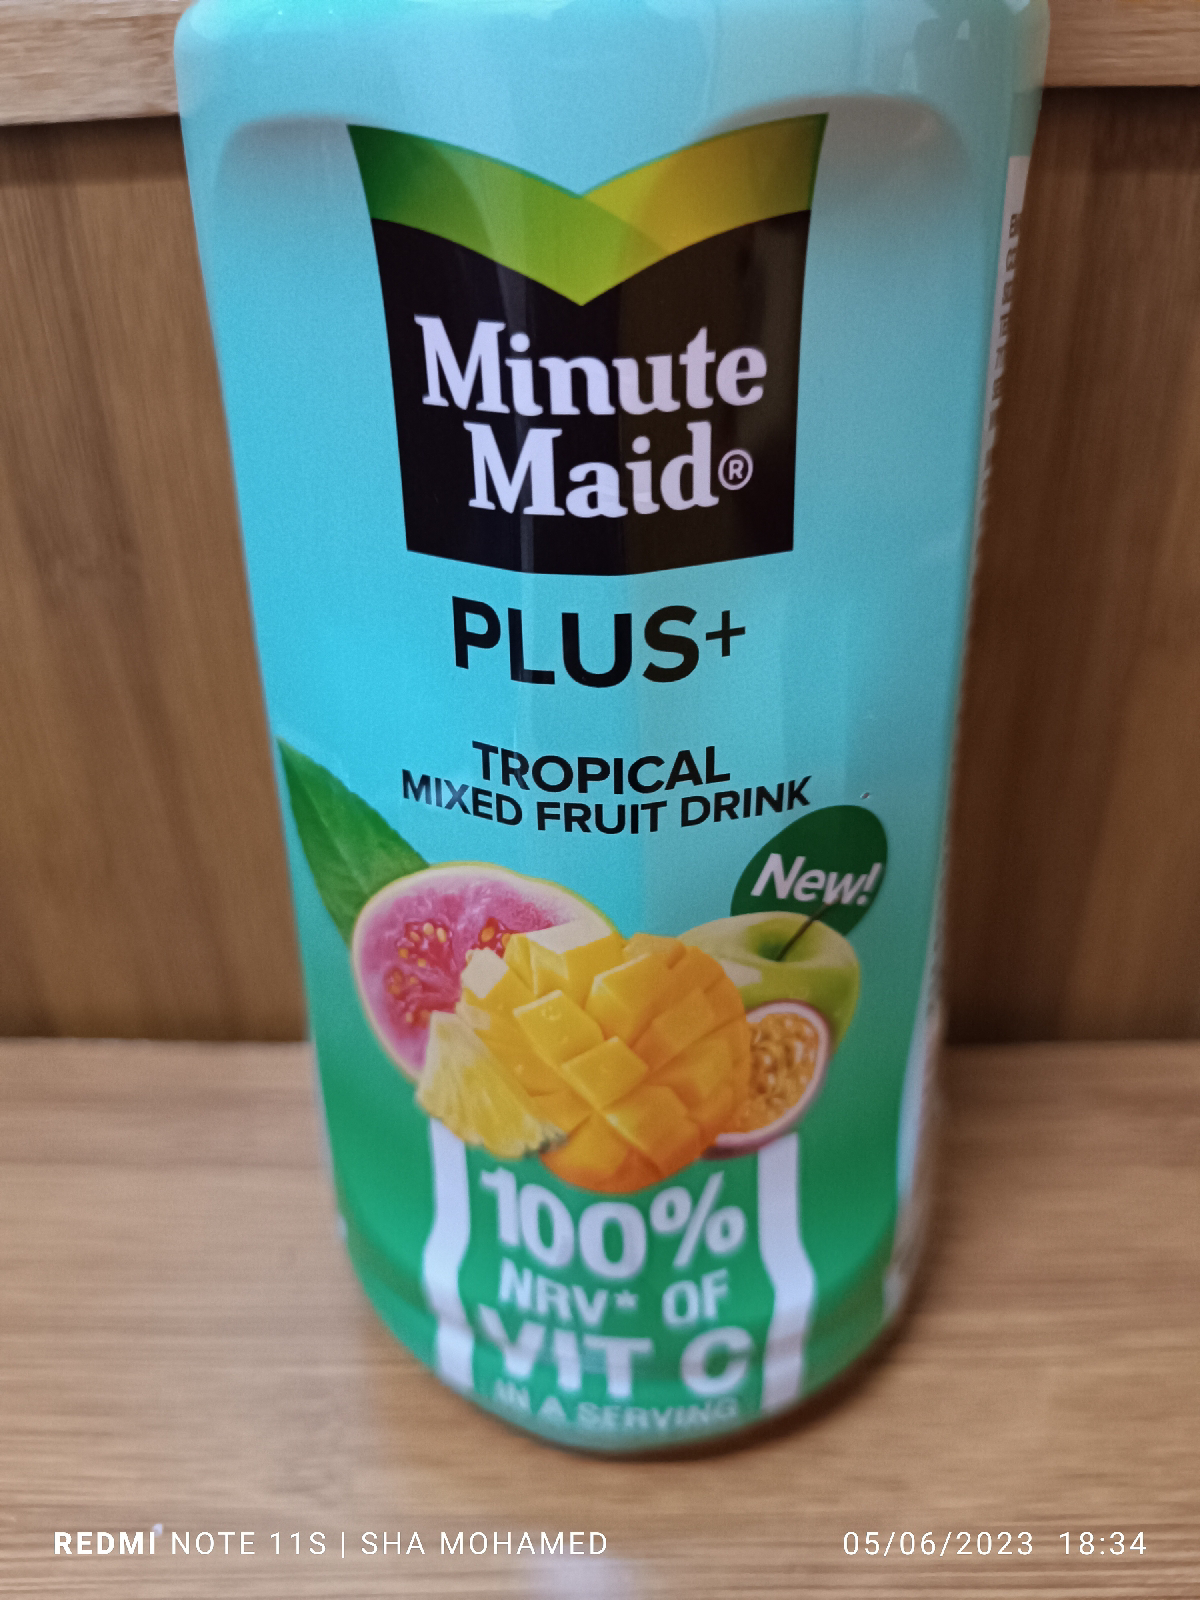 Minute
Maid®
PLUS+
TROPICAL
MIXED FRUIT DRINK
New!
100%
NRV* OF
VIT C
IN A SERVING
REDMI NOTE 11S | SHA MOHAMED
05/06/2023 18:34